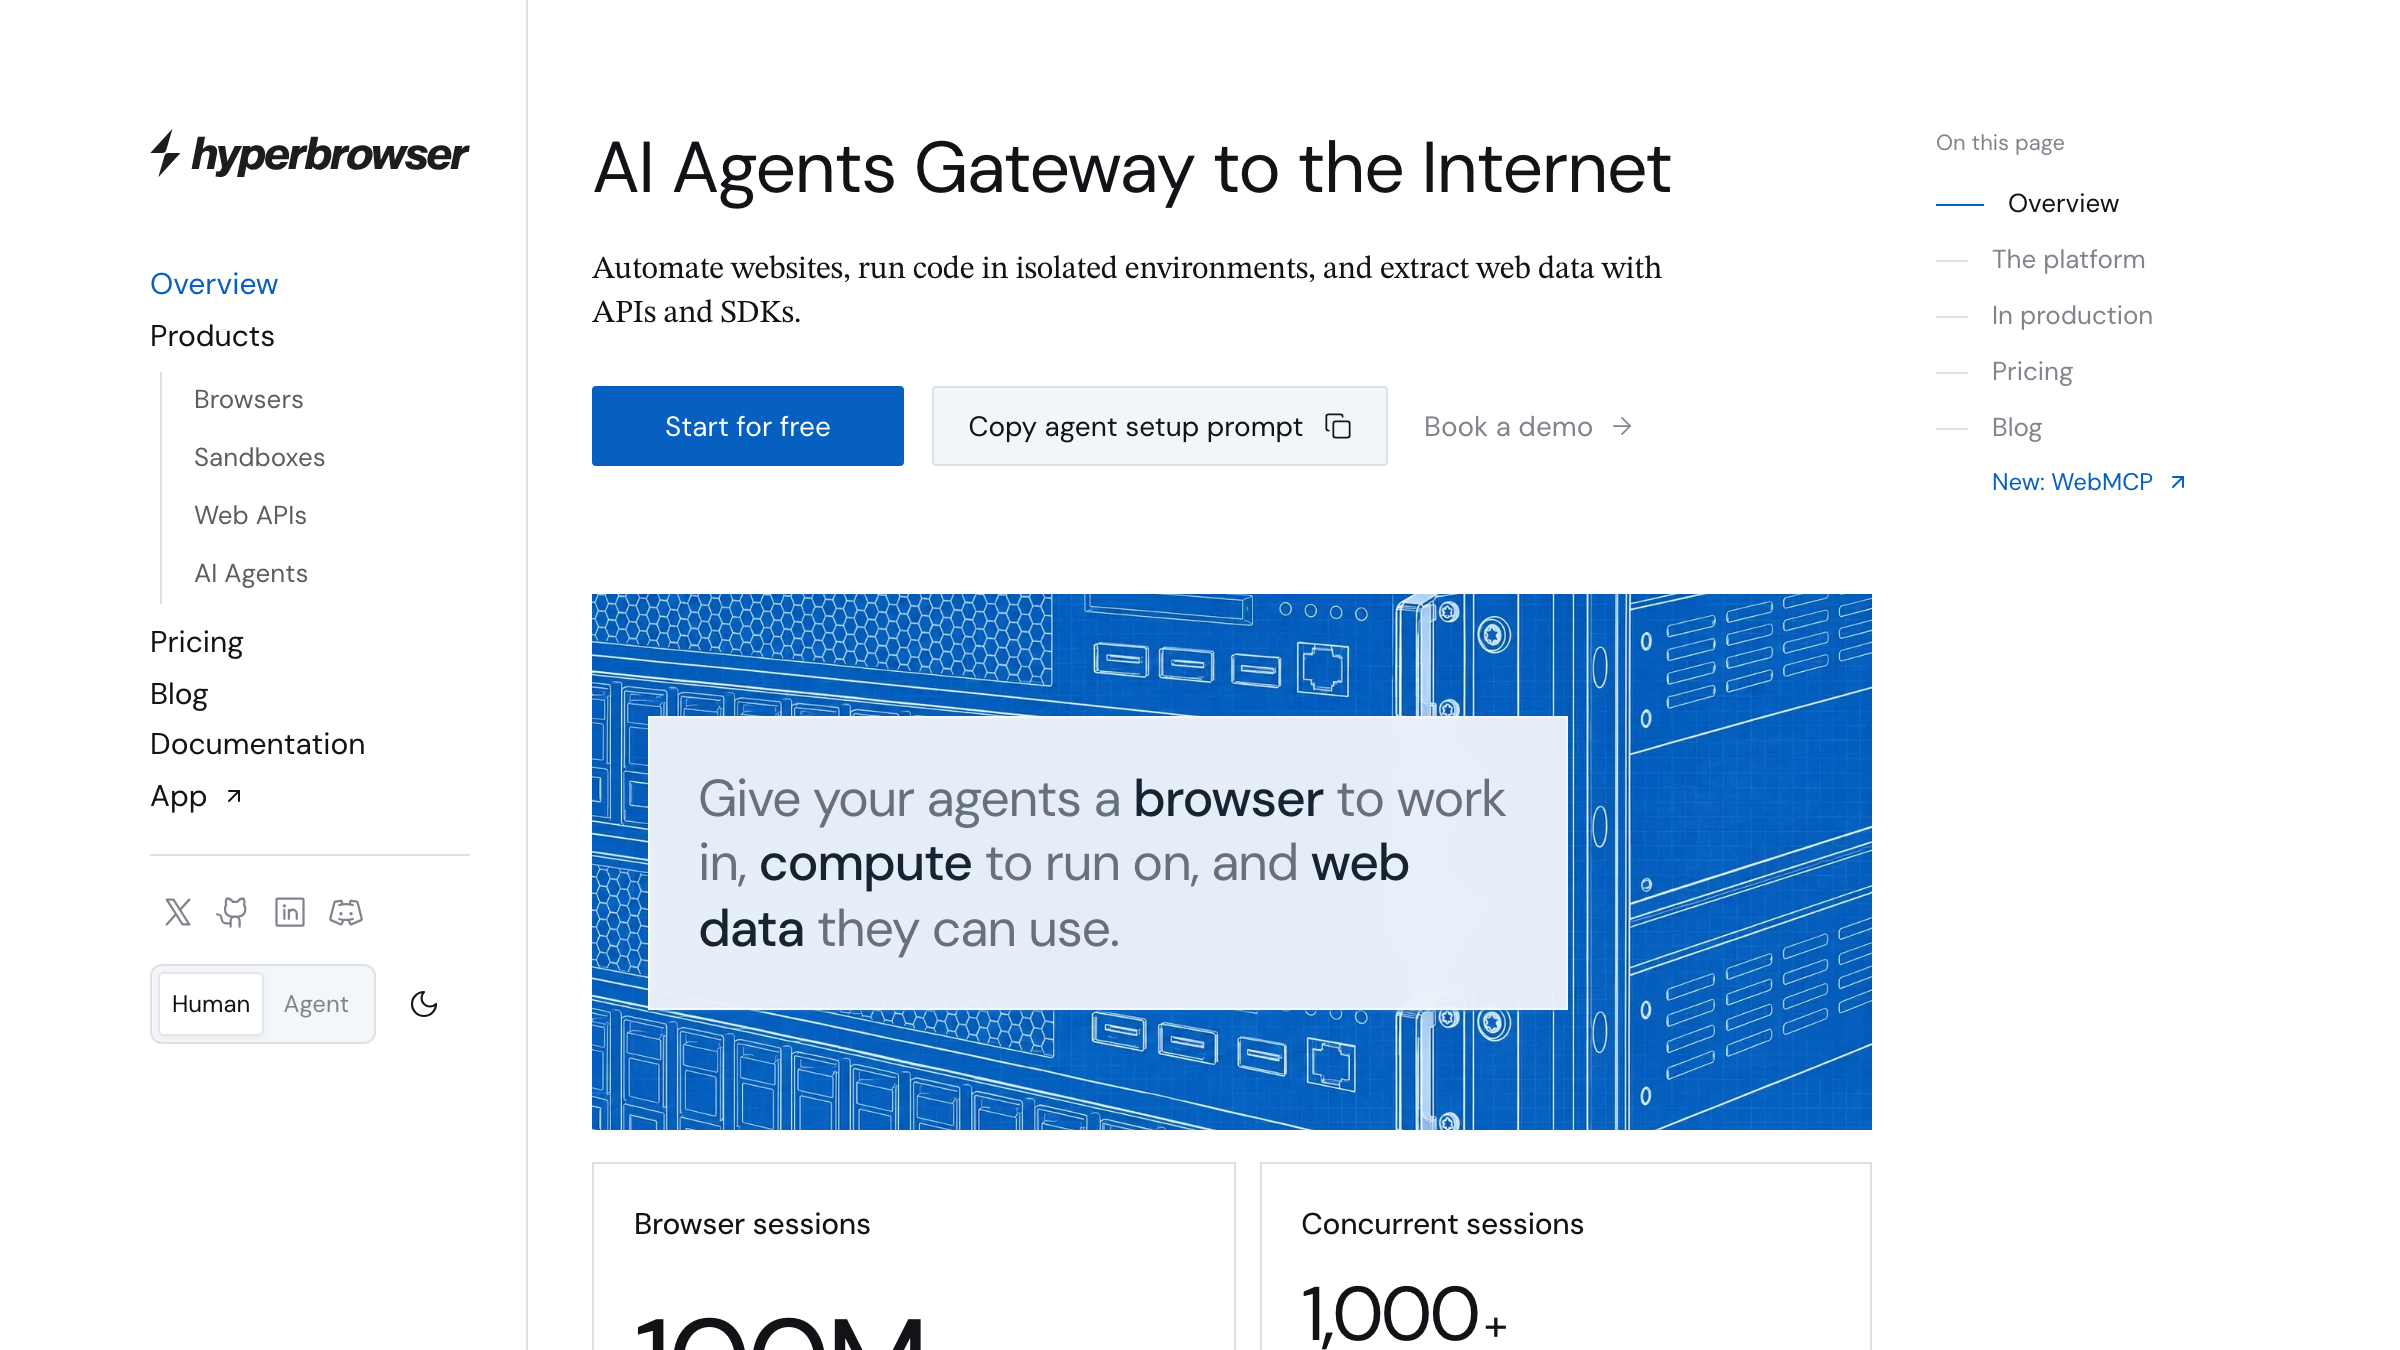 hyperbrowser
Overview
Products
Browsers
Sandboxes
Web APIs
AI Agents
Pricing
Blog
Documentation
App
Human
Agent
AI Agents Gateway to the Internet
Automate websites, run code in isolated environments, and extract web data with
APIs and SDKs.
Start for free
Copy agent setup prompt
Book a demo
Give your agents a browser to work
in, compute to run on, and web
data they can use.
Browser sessions
100M
Concurrent sessions
1,000+
On this page
Overview
The platform
In production
Pricing
Blog
New: WebMCP